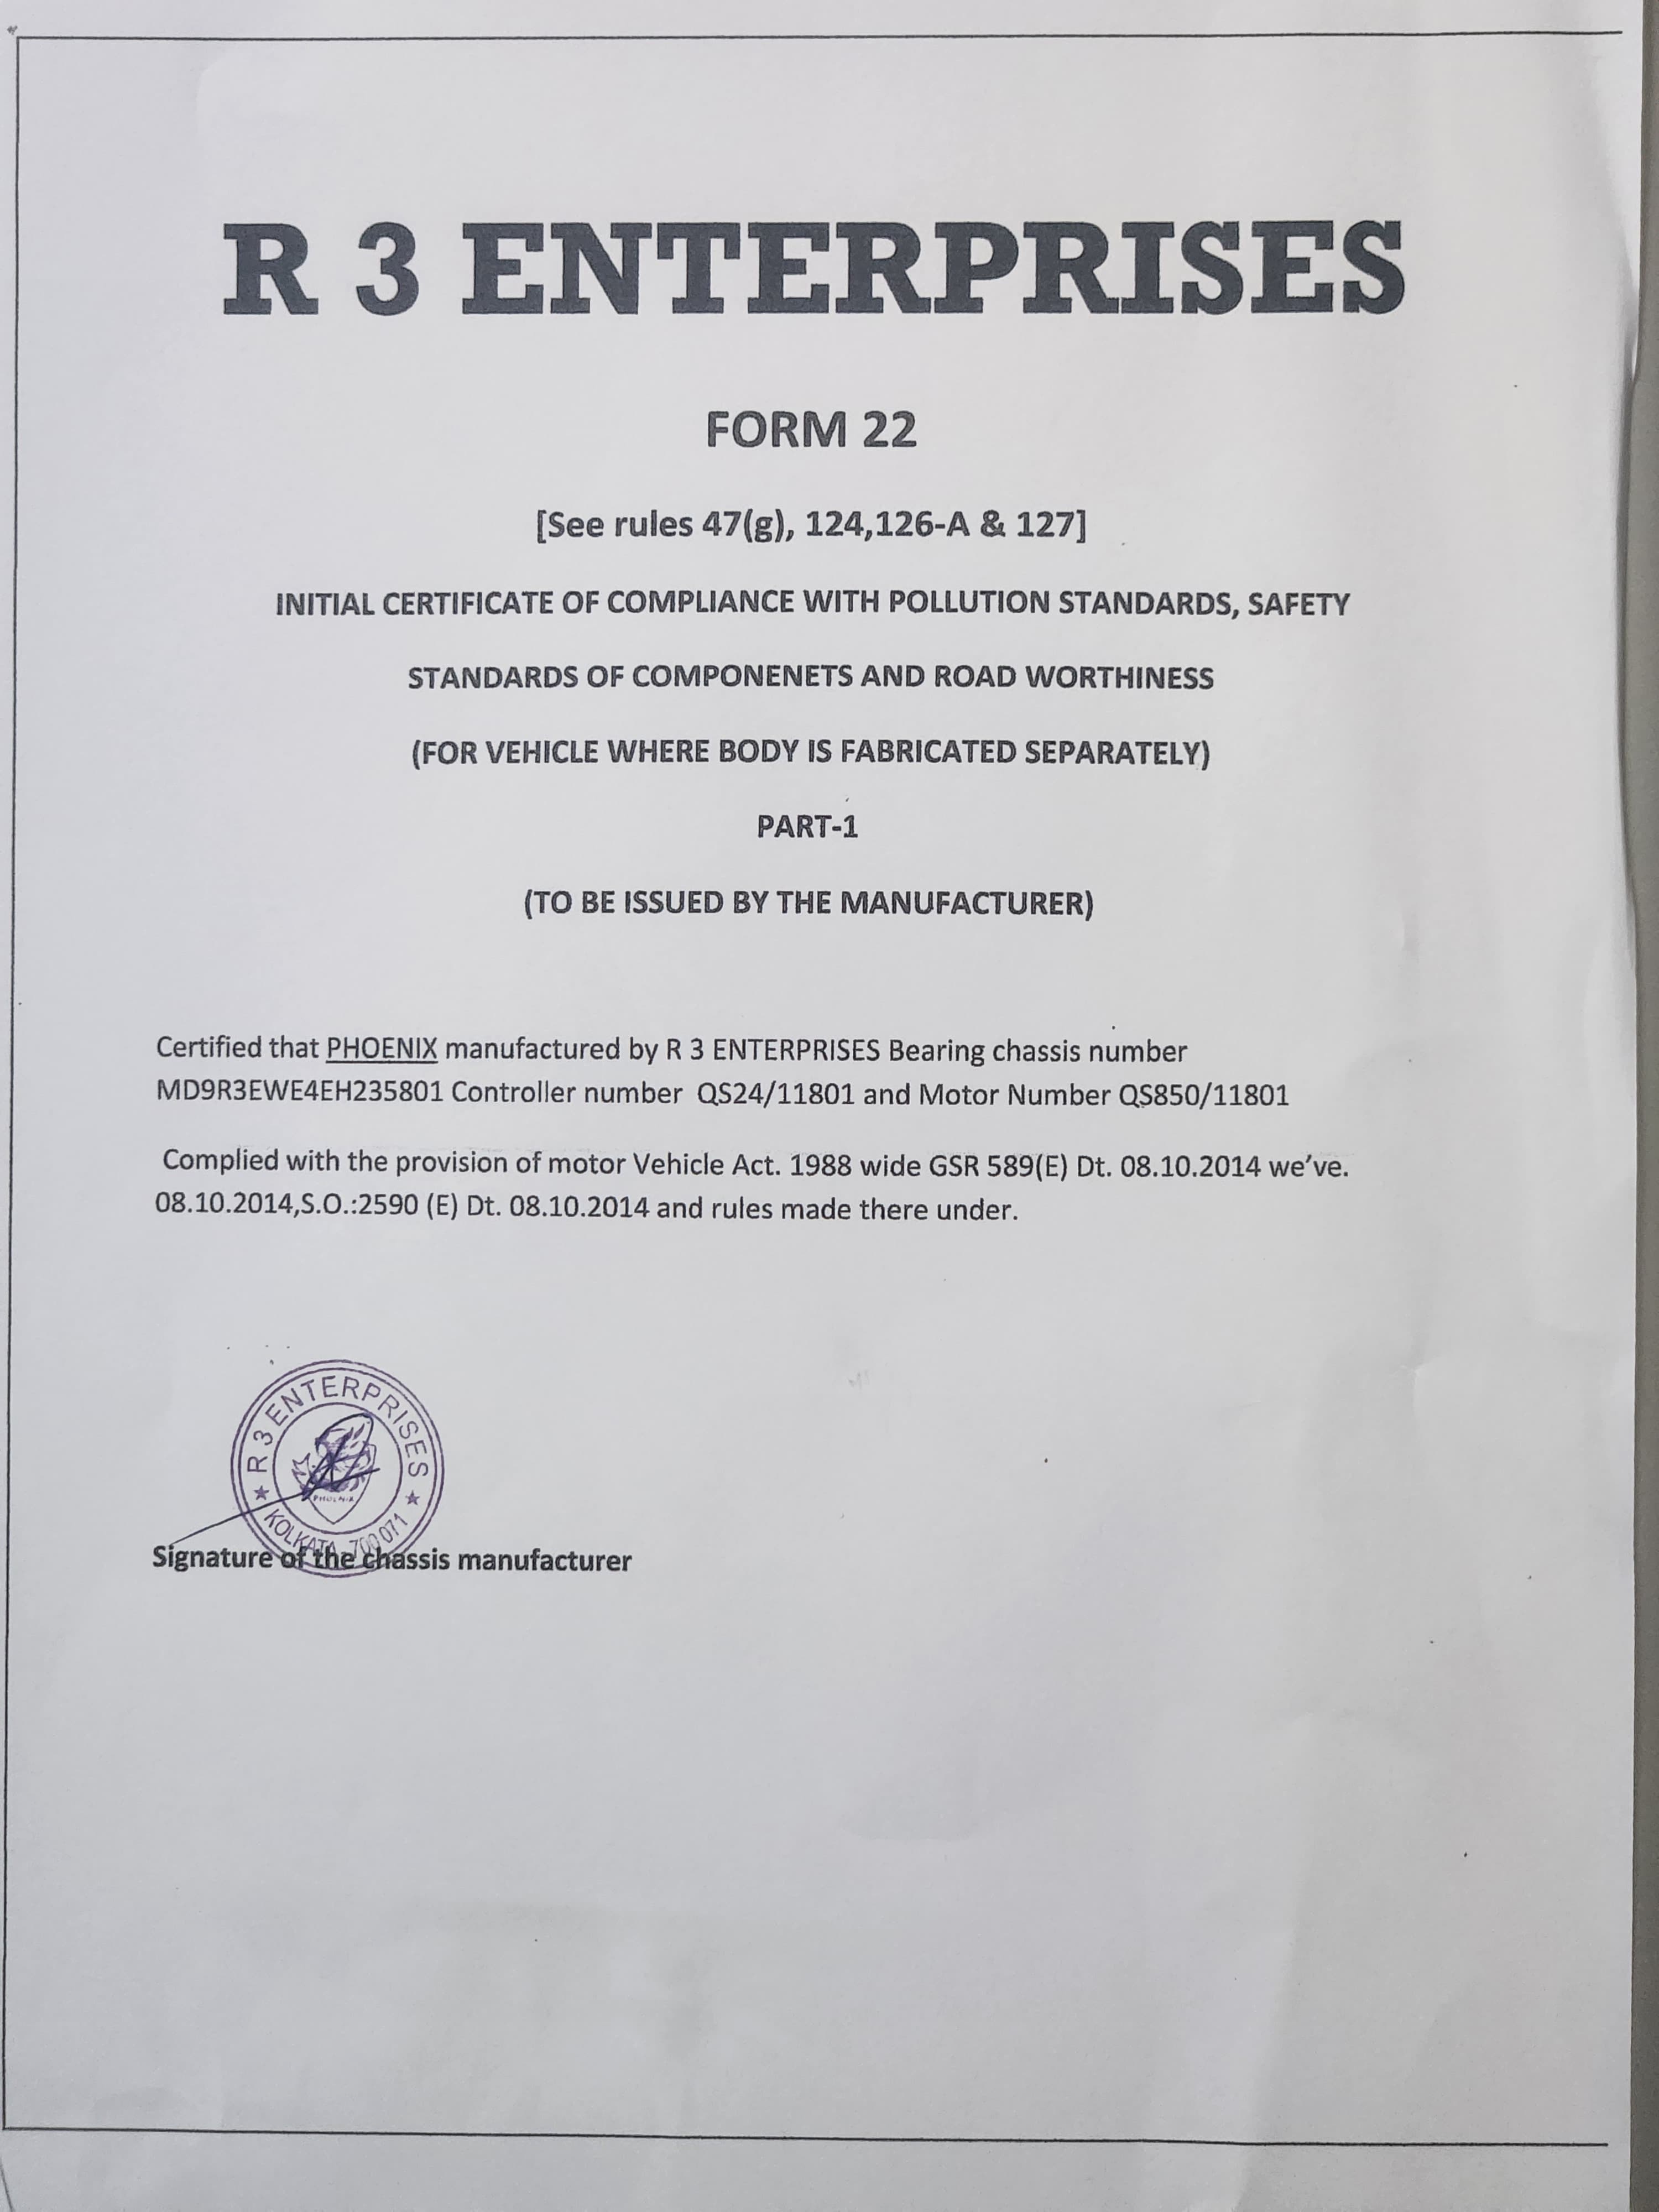 R 3 ENTERPRISES
FORM 22
[See rules 47(g), 124,126-A & 127]
INITIAL CERTIFICATE OF COMPLIANCE WITH POLLUTION STANDARDS, SAFETY
STANDARDS OF COMPONENETS AND ROAD WORTHINESS
(FOR VEHICLE WHERE BODY IS FABRICATED SEPARATELY)
PART-1
(TO BE ISSUED BY THE MANUFACTURER)
Certified that PHOENIX manufactured by R 3 ENTERPRISES Bearing chassis number
MD9R3EWE4EH235801 Controller number QS24/11801 and Motor Number QS850/11801
Complied with the provision of motor Vehicle Act. 1988 wide GSR 589(E) Dt. 08.10.2014 we've.
08.10.2014,S.O.:2590 (E) Dt. 08.10.2014 and rules made there under.
R 3 ENTERPRISES
PHOENIX
★ KOLKATA 700071 ★
Signature of the chassis manufacturer